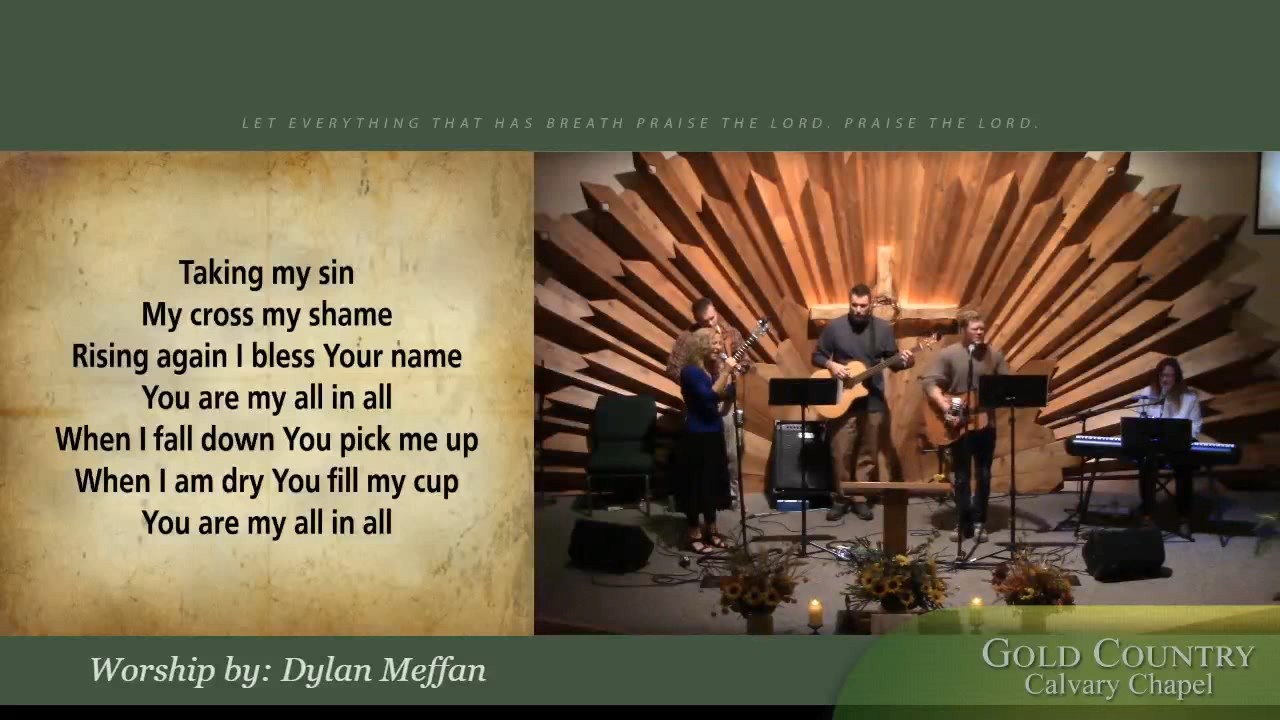 LET EVERYTHING THAT HAS BREATH PRAISE THE LORD. PRAISE THE LORD.
Taking my sin
My cross my shame
Rising again I bless Your name
You are my all in all
When I fall down You pick me up
When I am dry You fill my cup
You are my all in all
Worship by: Dylan Meffan
GOLD COUNTRY
Calvary Chapel